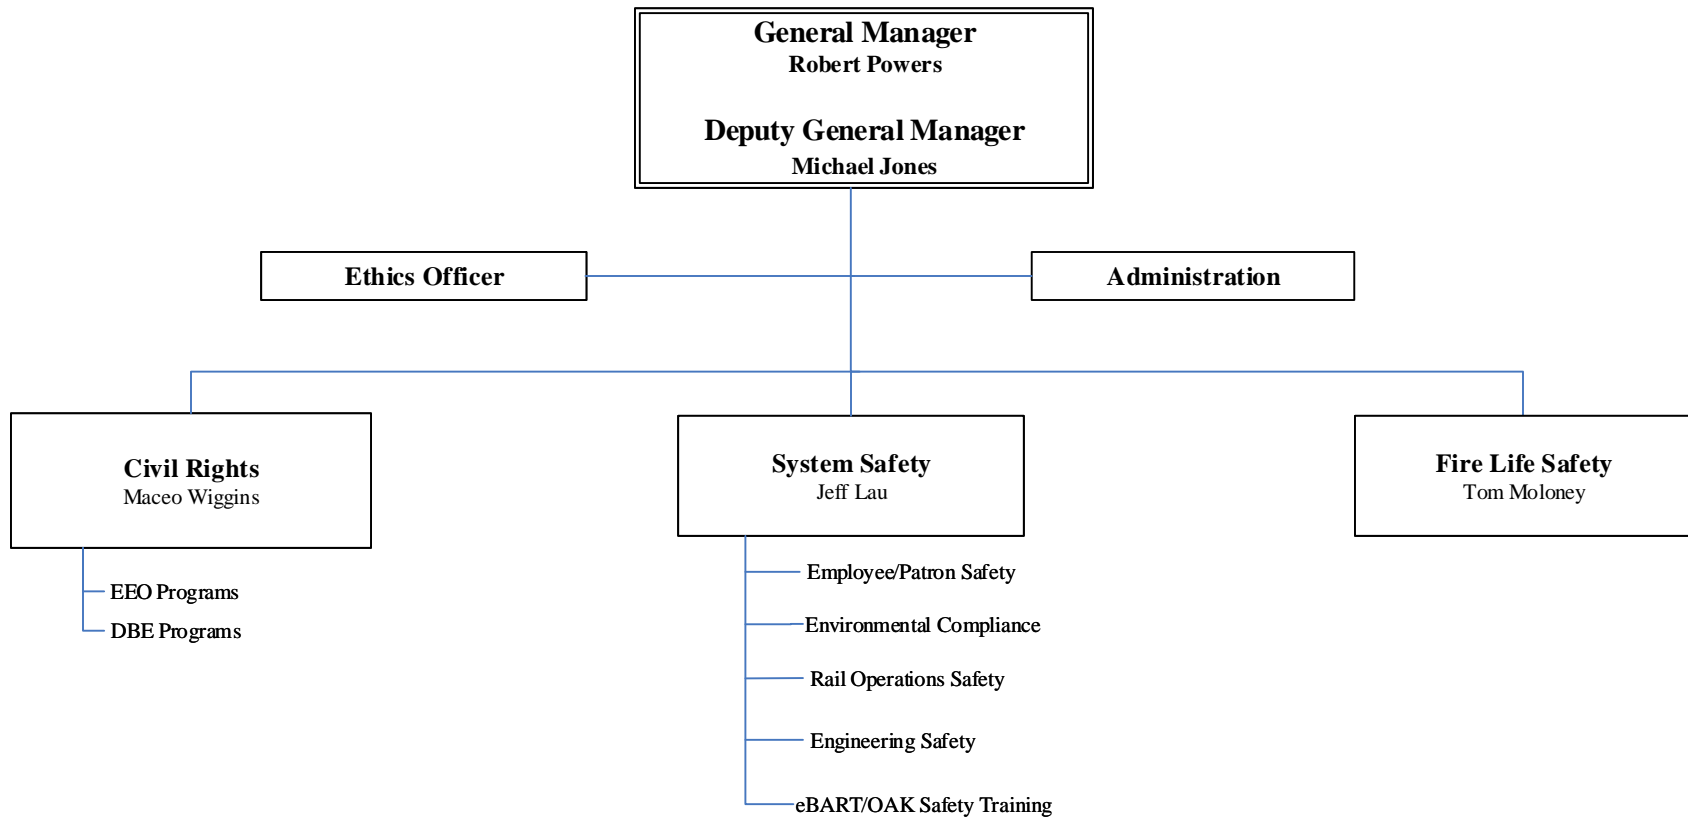 General Manager
Robert Powers
Deputy General Manager
Michael Jones
Ethics Officer
Administration
Civil Rights
Maceo Wiggins
EEO Programs
DBE Programs
System Safety
Jeff Lau
Employee/Patron Safety
Environmental Compliance
Rail Operations Safety
Engineering Safety
eBART/OAK Safety Training
Fire Life Safety
Tom Moloney